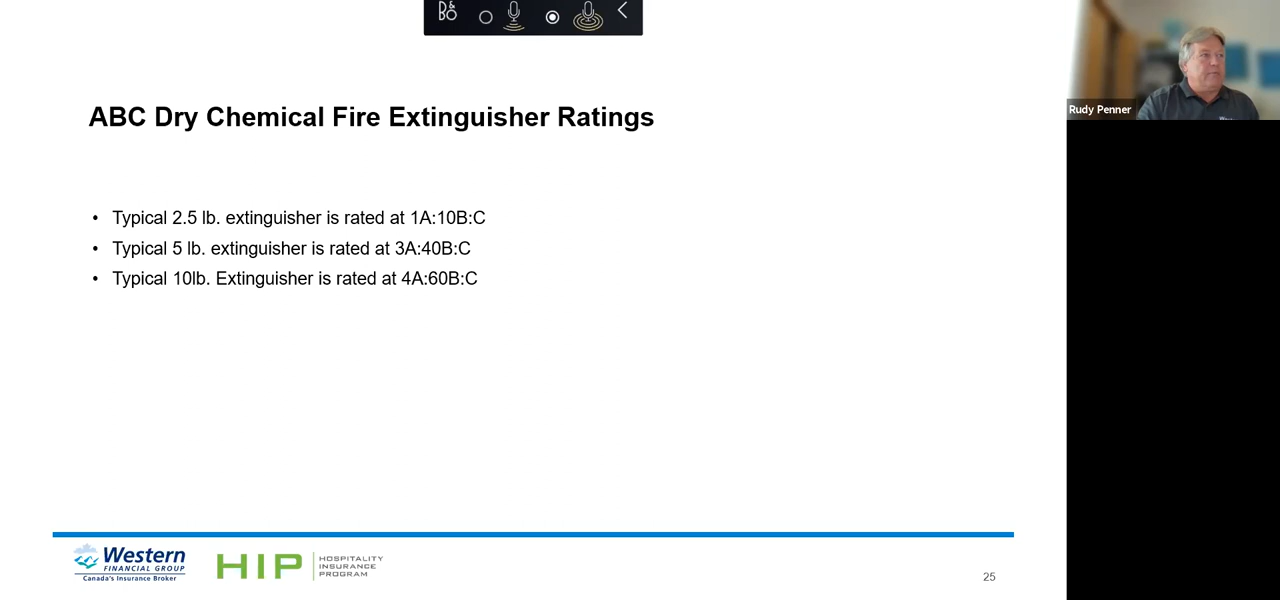 B&O
ABC Dry Chemical Fire Extinguisher Ratings
Rudy Penner
• Typical 2.5 lb. extinguisher is rated at 1A:10B:C
• Typical 5 lb. extinguisher is rated at 3A:40B:C
• Typical 10lb. Extinguisher is rated at 4A:60B:C
Western
FINANCIAL GROUP
Canada's Insurance Broker
HIP
HOSPITALITY
INSURANCE
PROGRAM
25